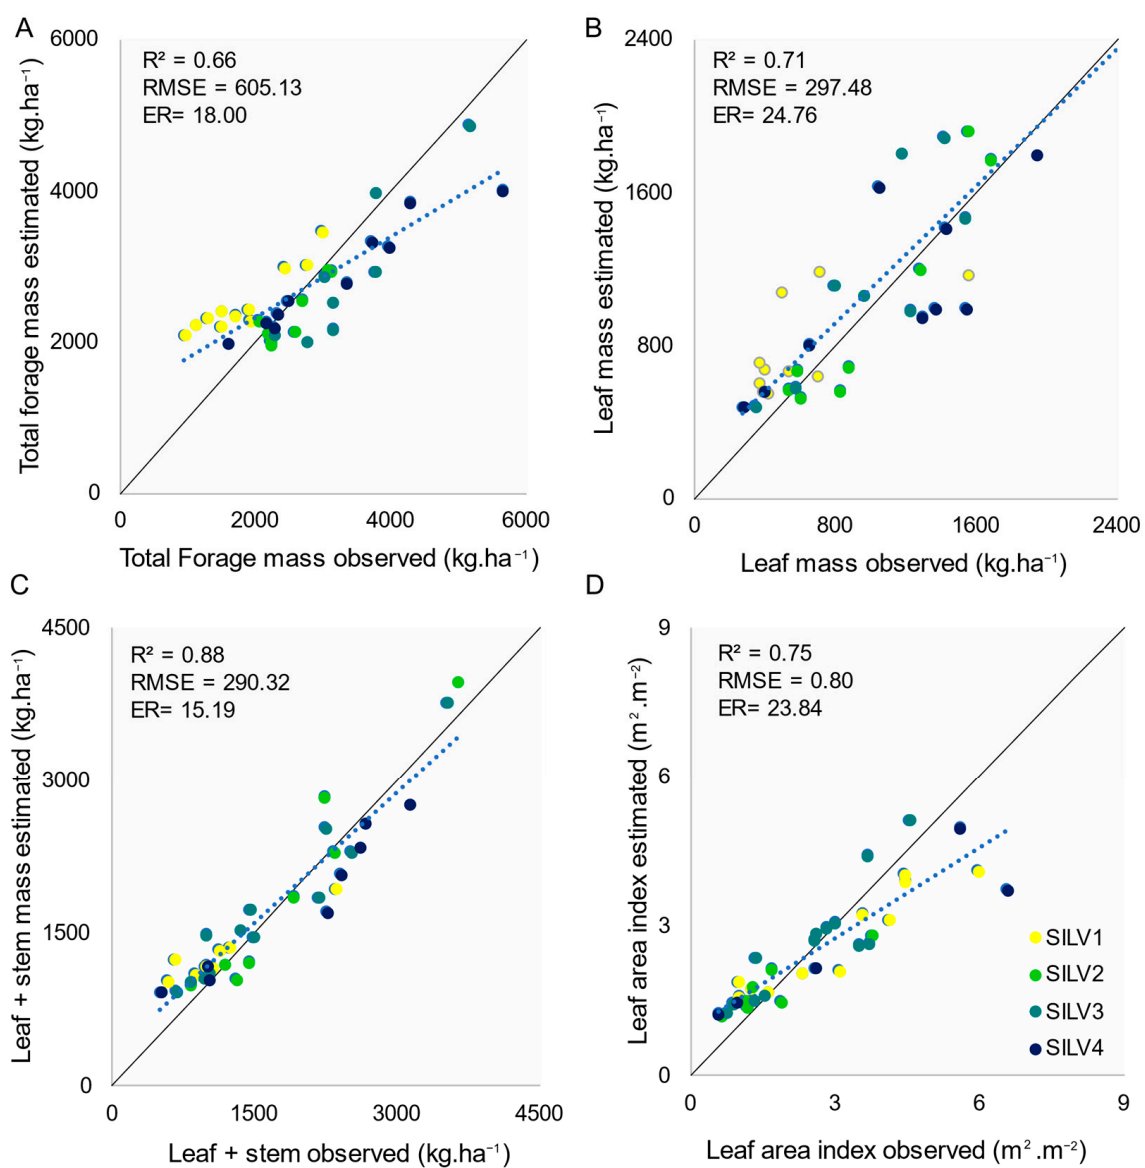 A
6000
4000
2000
0
R² = 0.66
RMSE = 605.13
ER= 18.00
Total forage mass estimated (kg.ha⁻¹)
0 2000 4000 6000
Total Forage mass observed (kg.ha⁻¹)
B
2400
1600
800
0
R² = 0.71
RMSE = 297.48
ER= 24.76
Leaf mass estimated (kg.ha⁻¹)
0 800 1600 2400
Leaf mass observed (kg.ha⁻¹)
C
4500
3000
1500
0
R² = 0.88
RMSE = 290.32
ER= 15.19
Leaf + stem mass estimated (kg.ha⁻¹)
0 1500 3000 4500
Leaf + stem observed (kg.ha⁻¹)
D
9
6
3
0
R² = 0.75
RMSE = 0.80
ER= 23.84
Leaf area index estimated (m² .m⁻²)
SILV1
SILV2
SILV3
SILV4
0 3 6 9
Leaf area index observed (m² .m⁻²)